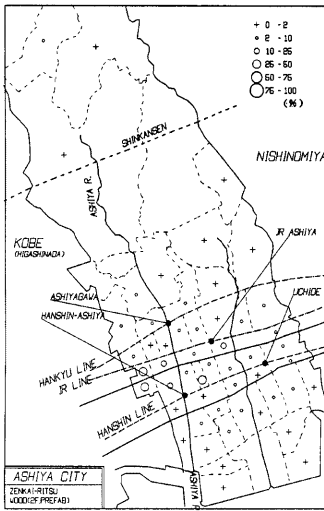 + 0 -2
2 -10
10 -25
25 -50
50 -75
75 -100
(%)
SHINKANSEN
NISHINOMIYA
ASHIYA R.
KOBE
(HIGASHINADA)
JR ASHIYA
ASHIYAGAWA
UCHIDE
HANSHIN-ASHIYA
HANKYU LINE
JR LINE
HANSHIN LINE
ASHIYA R.
ASHIYA CITY
ZENKAI-RITSU
WOOD(2F,PREFAB)